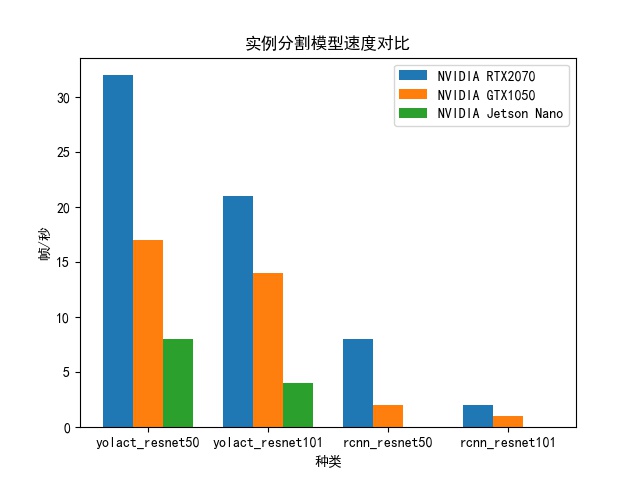 实例分割模型速度对比
NVIDIA RTX2070
NVIDIA GTX1050
NVIDIA Jetson Nano
帧/秒
30
25
20
15
10
5
0
yolact_resnet50 yolact_resnet101 rcnn_resnet50 rcnn_resnet101
种类